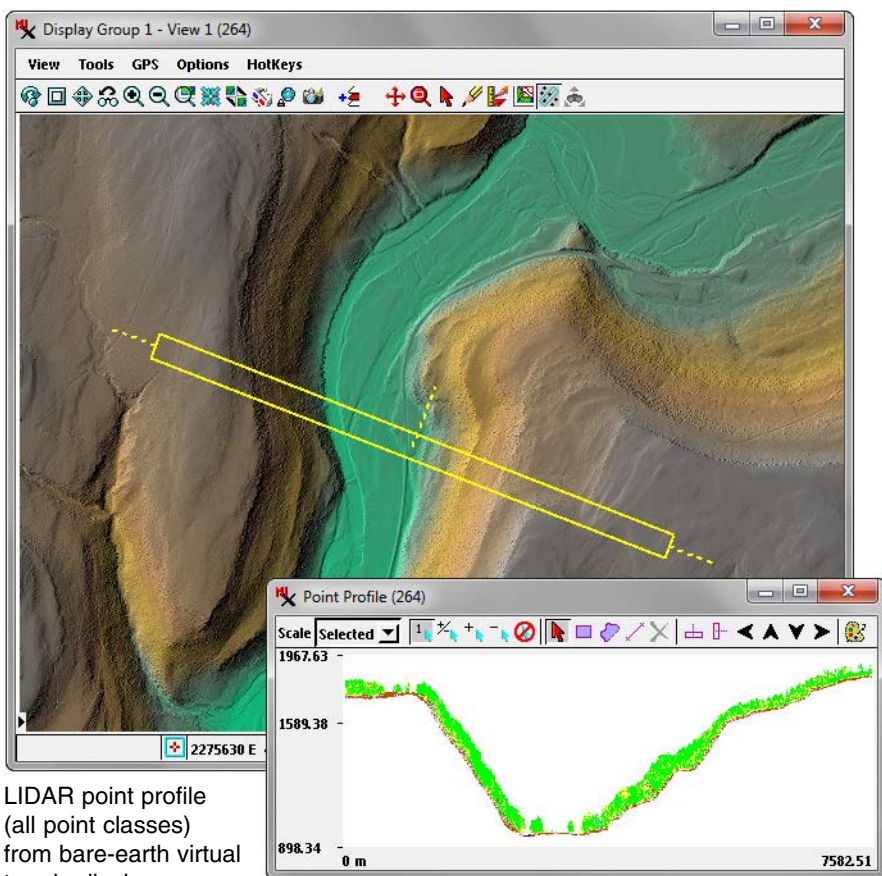 Display Group 1 - View 1 (264)
View Tools GPS Options HotKeys
2275630 E
Point Profile (264)
Scale Selected
1967.63
1589.38
898.34
0 m 7582.51
LIDAR point profile
(all point classes)
from bare-earth virtual